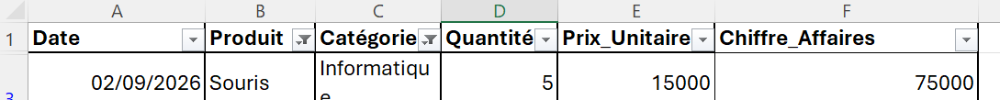 A B C D E F
1 Date Produit Catégorie Quantité Prix_Unitaire Chiffre_Affaires
Informatiqu
3 02/09/2026 Souris e 5 15000 75000